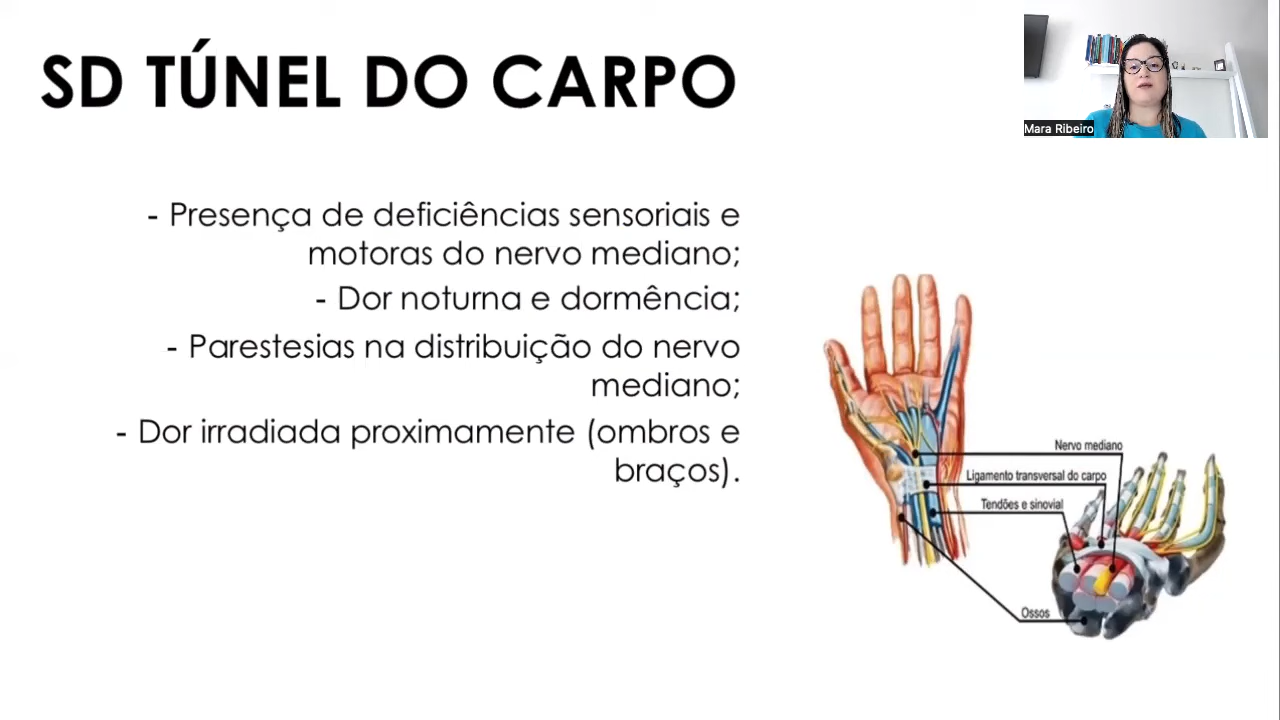 SD TÚNEL DO CARPO
Mara Ribeiro
- Presença de deficiências sensoriais e
motoras do nervo mediano;
- Dor noturna e dormência;
- Parestesias na distribuição do nervo
mediano;
- Dor irradiada proximamente (ombros e
braços).
Nervo mediano
Ligamento transversal do carpo
Tendões e sinovial
Ossos